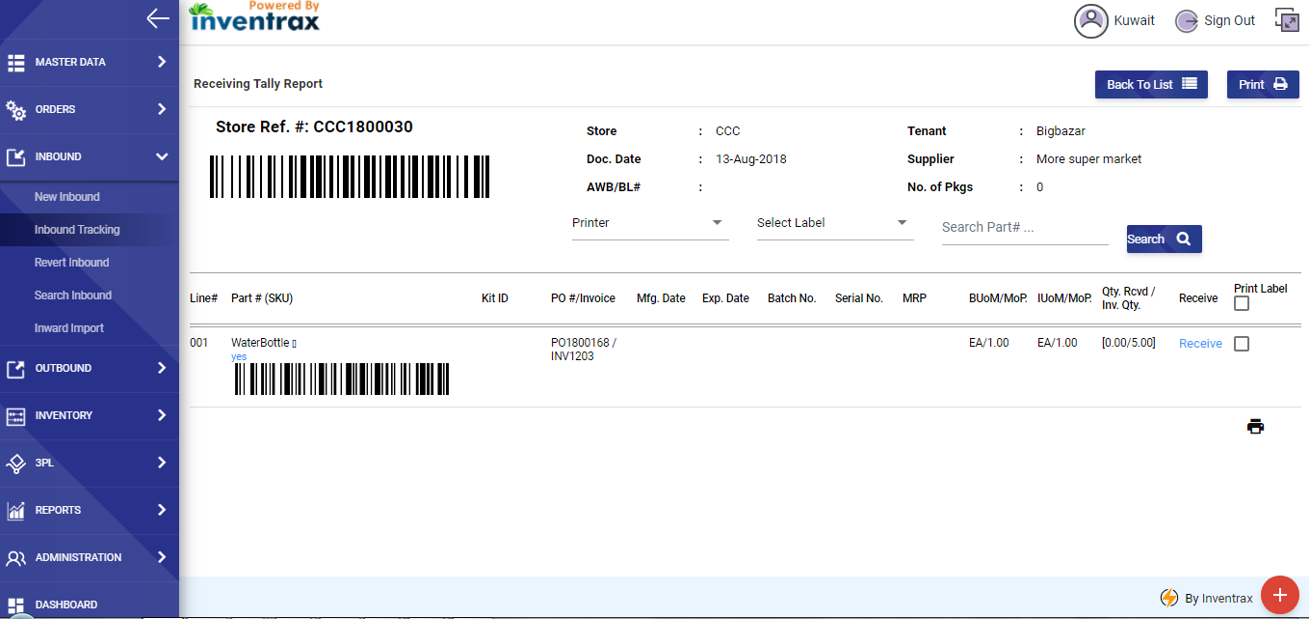 Powered By
inventrax
Kuwait
Sign Out
MASTER DATA
ORDERS
INBOUND
New Inbound
Inbound Tracking
Revert Inbound
Search Inbound
Inward Import
OUTBOUND
INVENTORY
3PL
REPORTS
ADMINISTRATION
DASHBOARD
Receiving Tally Report
Back To List
Print
Store Ref. #: CCC1800030
Store : CCC
Tenant : Bigbazar
Doc. Date : 13-Aug-2018
Supplier : More super market
AWB/BL# :
No. of Pkgs : 0
Printer
Select Label
Search Part# ...
Search
Line# Part # (SKU) Kit ID PO #/Invoice Mfg. Date Exp. Date Batch No. Serial No. MRP BUoM/MoP. IUoM/MoP. Qty. Rcvd / Receive Print Label
Inv. Qty.
001 WaterBottle ▯ PO1800168 / EA/1.00 EA/1.00 [0.00/5.00] Receive
yes INV1203
By Inventrax
+